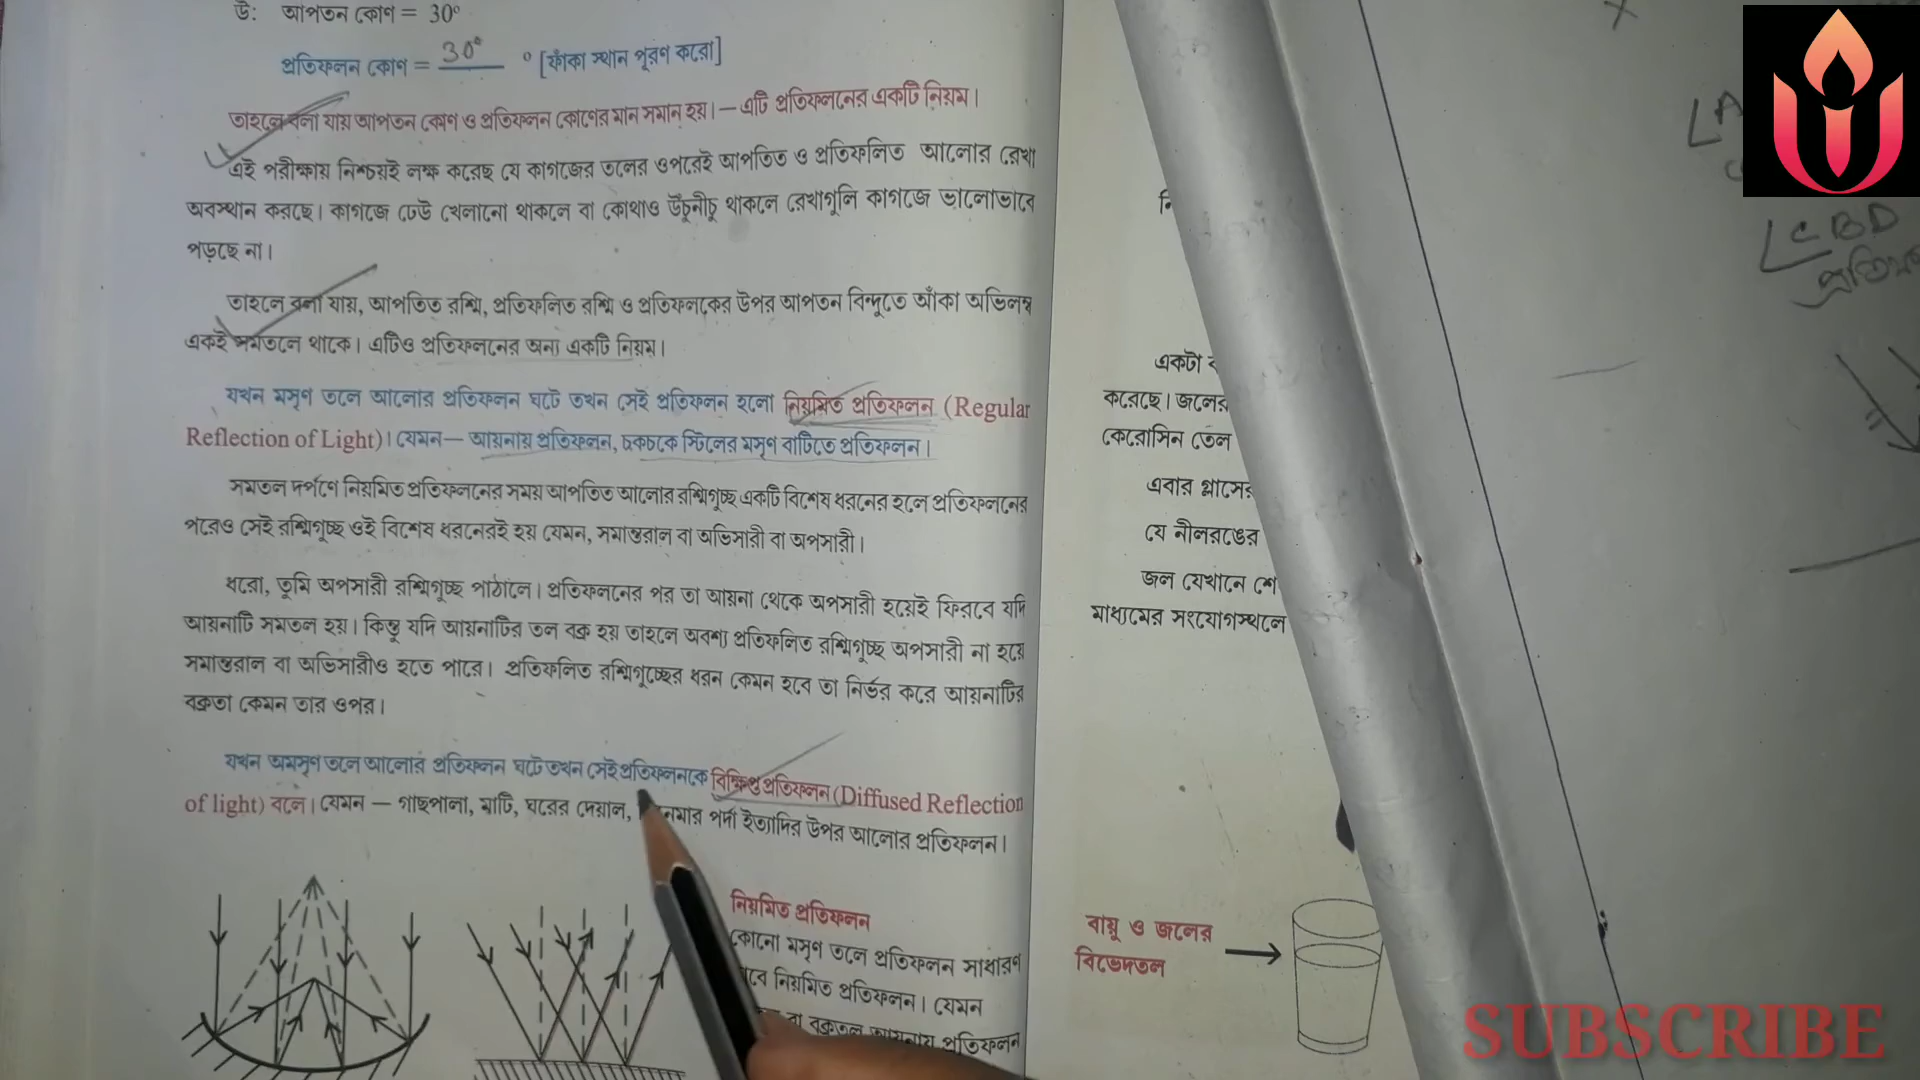 উ: আপতন কোণ = 30°
প্রতিফলন কোণ = 30° ° [ফাঁকা স্থান পূরণ করো]
তাহলে বলা যায় আপতন কোণ ও প্রতিফলন কোণের মান সমান হয়। — এটি প্রতিফলনের একটি নিয়ম।
এই পরীক্ষায় নিশ্চয়ই লক্ষ করেছ যে কাগজের তলের ওপরেই আপতিত ও প্রতিফলিত আলোর রেখা
অবস্থান করছে। কাগজে ঢেউ খেলানো থাকলে বা কোথাও উঁচুনীচু থাকলে রেখাগুলি কাগজে ভালোভাবে
পড়ছে না।
তাহলে বলা যায়, আপতিত রশ্মি, প্রতিফলিত রশ্মি ও প্রতিফলকের উপর আপতন বিন্দুতে আঁকা অভিলম্ব
একই সমতলে থাকে। এটিও প্রতিফলনের অন্য একটি নিয়ম।
যখন মসৃণ তলে আলোর প্রতিফলন ঘটে তখন সেই প্রতিফলন হলো নিয়মিত প্রতিফলন (Regular
Reflection of Light)। যেমন— আয়নায় প্রতিফলন, চকচকে স্টিলের মসৃণ বাটিতে প্রতিফলন।
সমতল দর্পণে নিয়মিত প্রতিফলনের সময় আপতিত আলোর রশ্মিগুচ্ছ একটি বিশেষ ধরনের হলে প্রতিফলনের
পরেও সেই রশ্মিগুচ্ছ ওই বিশেষ ধরনেরই হয় যেমন, সমান্তরাল বা অভিসারী বা অপসারী।
ধরো, তুমি অপসারী রশ্মিগুচ্ছ পাঠালে। প্রতিফলনের পর তা আয়না থেকে অপসারী হয়েই ফিরবে যদি
আয়নাটি সমতল হয়। কিন্তু যদি আয়নাটির তল বক্র হয় তাহলে অবশ্য প্রতিফলিত রশ্মিগুচ্ছ অপসারী না হয়ে
সমান্তরাল বা অভিসারীও হতে পারে। প্রতিফলিত রশ্মিগুচ্ছের ধরন কেমন হবে তা নির্ভর করে আয়নাটির
বক্রতা কেমন তার ওপর।
যখন অমসৃণ তলে আলোর প্রতিফলন ঘটে তখন সেই প্রতিফলনকে বিক্ষিপ্ত প্রতিফলন (Diffused Reflection
of light) বলে। যেমন — গাছপালা, মাটি, ঘরের দেয়াল, পর্দা ইত্যাদির উপর আলোর প্রতিফলন।
নিয়মিত প্রতিফলন
কোনো মসৃণ তলে প্রতিফলন সাধারণ
নিয়মিত প্রতিফলন। যেমন
বা বক্রতল আয়নায় প্রতিফলন
একটা
করেছে। জলের
কেরোসিন তেল
এবার গ্লাসের
যে নীলরঙের
জল যেখানে শে
মাধ্যমের সংযোগস্থলে
বায়ু ও জলের
বিভেদতল
∠CBD
SUBSCRIBE